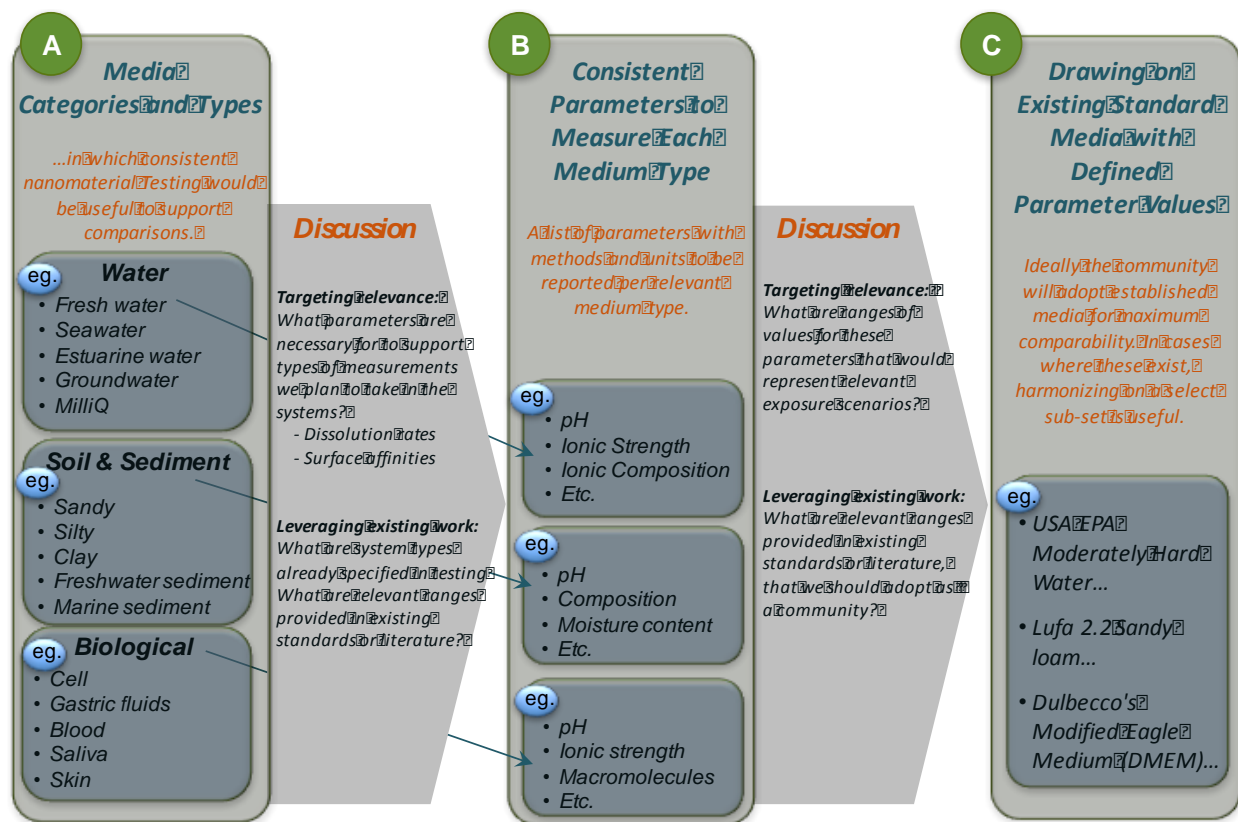 A
Media
Categories and Types
...in which consistent
nanomaterial Testing would
be useful to support
comparisons.
eg.
Water
• Fresh water
• Seawater
• Estuarine water
• Groundwater
• MilliQ
eg.
Soil & Sediment
• Sandy
• Silty
• Clay
• Freshwater sediment
• Marine sediment
eg.
Biological
• Cell
• Gastric fluids
• Blood
• Saliva
• Skin
Discussion
Targeting relevance:
What parameters are
necessary for to support
types of measurements
we plan to take in the
systems?
- Dissolution rates
- Surface affinities
Leveraging existing work:
What are system types
already specified in testing
What are relevant ranges
provided in existing
standards or literature?
B
Consistent
Parameters to
Measure Each
Medium Type
A list of parameters with
methods and units to be
reported per relevant
medium type.
eg.
• pH
• Ionic Strength
• Ionic Composition
• Etc.
eg.
• pH
• Composition
• Moisture content
• Etc.
eg.
• pH
• Ionic strength
• Macromolecules
• Etc.
Discussion
Targeting relevance:
What are ranges of
values for these
parameters that would
represent relevant
exposure scenarios?
Leveraging existing work:
What are relevant ranges
provided in existing
standards or literature,
that we should adopt as
a community?
C
Drawing on
Existing Standard
Media with
Defined
Parameter Values
Ideally the community
will adopt established
media for maximum
comparability. In cases
where these exist,
harmonizing on a select
sub-set is useful.
eg.
• USA EPA
Moderately Hard
Water...
• Lufa 2.2 Sandy
loam...
• Dulbecco's
Modified Eagle
Medium (DMEM)...